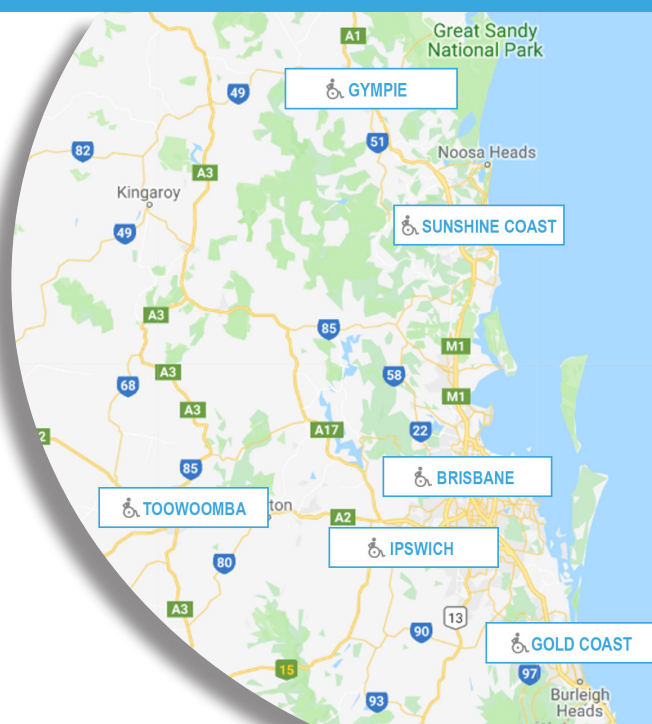 Great Sandy
National Park
A1
GYMPIE
49
51
82
Noosa Heads
A3
Kingaroy
SUNSHINE COAST
49
A3
85
M1
A3
58
68
M1
A3
A17
22
2
85
BRISBANE
TOOWOOMBA
ton
A2
IPSWICH
80
A3
13
90
GOLD COAST
15
97
93
Burleigh
Heads